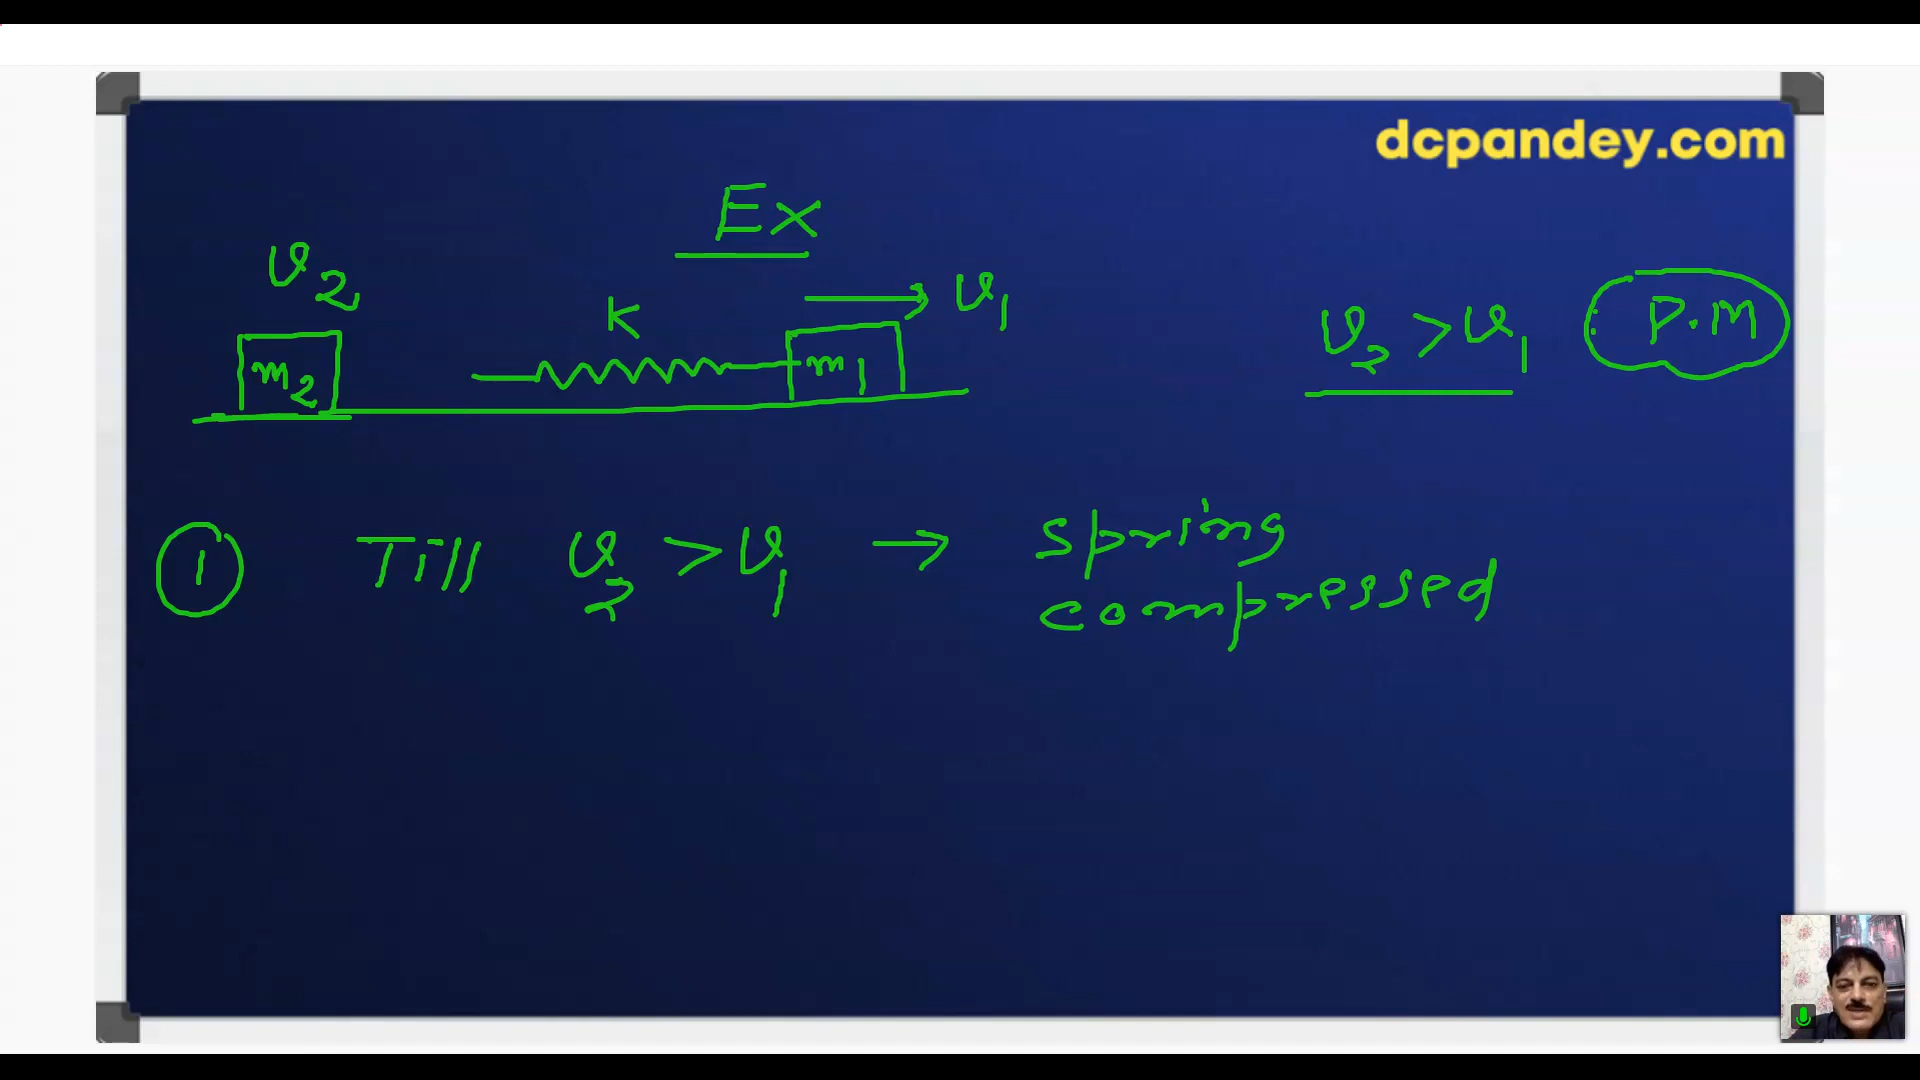 dcpandey.com
Ex
v2
K
v1
m2
m1
v2 > v1
P.M
1 Till v2 > v1 → spring
compressed